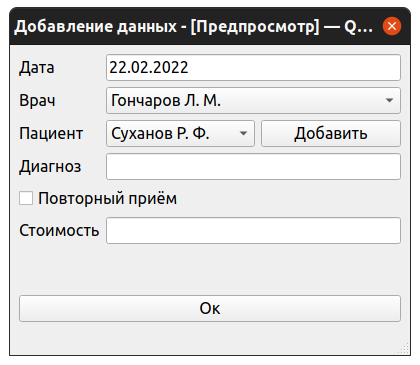 Добавление данных - [Предпросмотр] — Q...
Дата 22.02.2022
Врач Гончаров Л. М.
Пациент Суханов Р. Ф. Добавить
Диагноз
Повторный приём
Стоимость
Ок